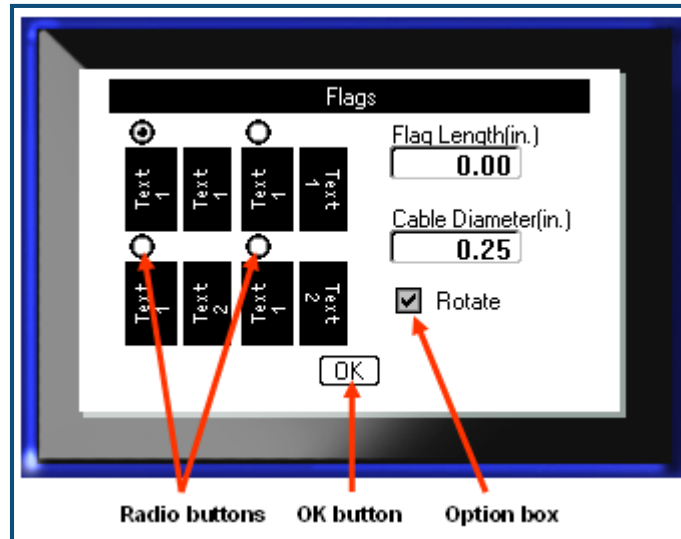 Flags
Flag Length(in.)
0.00
Text 1
Text 1
Text 1
Text 1
Cable Diameter(in.)
0.25
Text 1
Text 2
Text 1
Text 2
Rotate
OK
Radio buttons OK button Option box